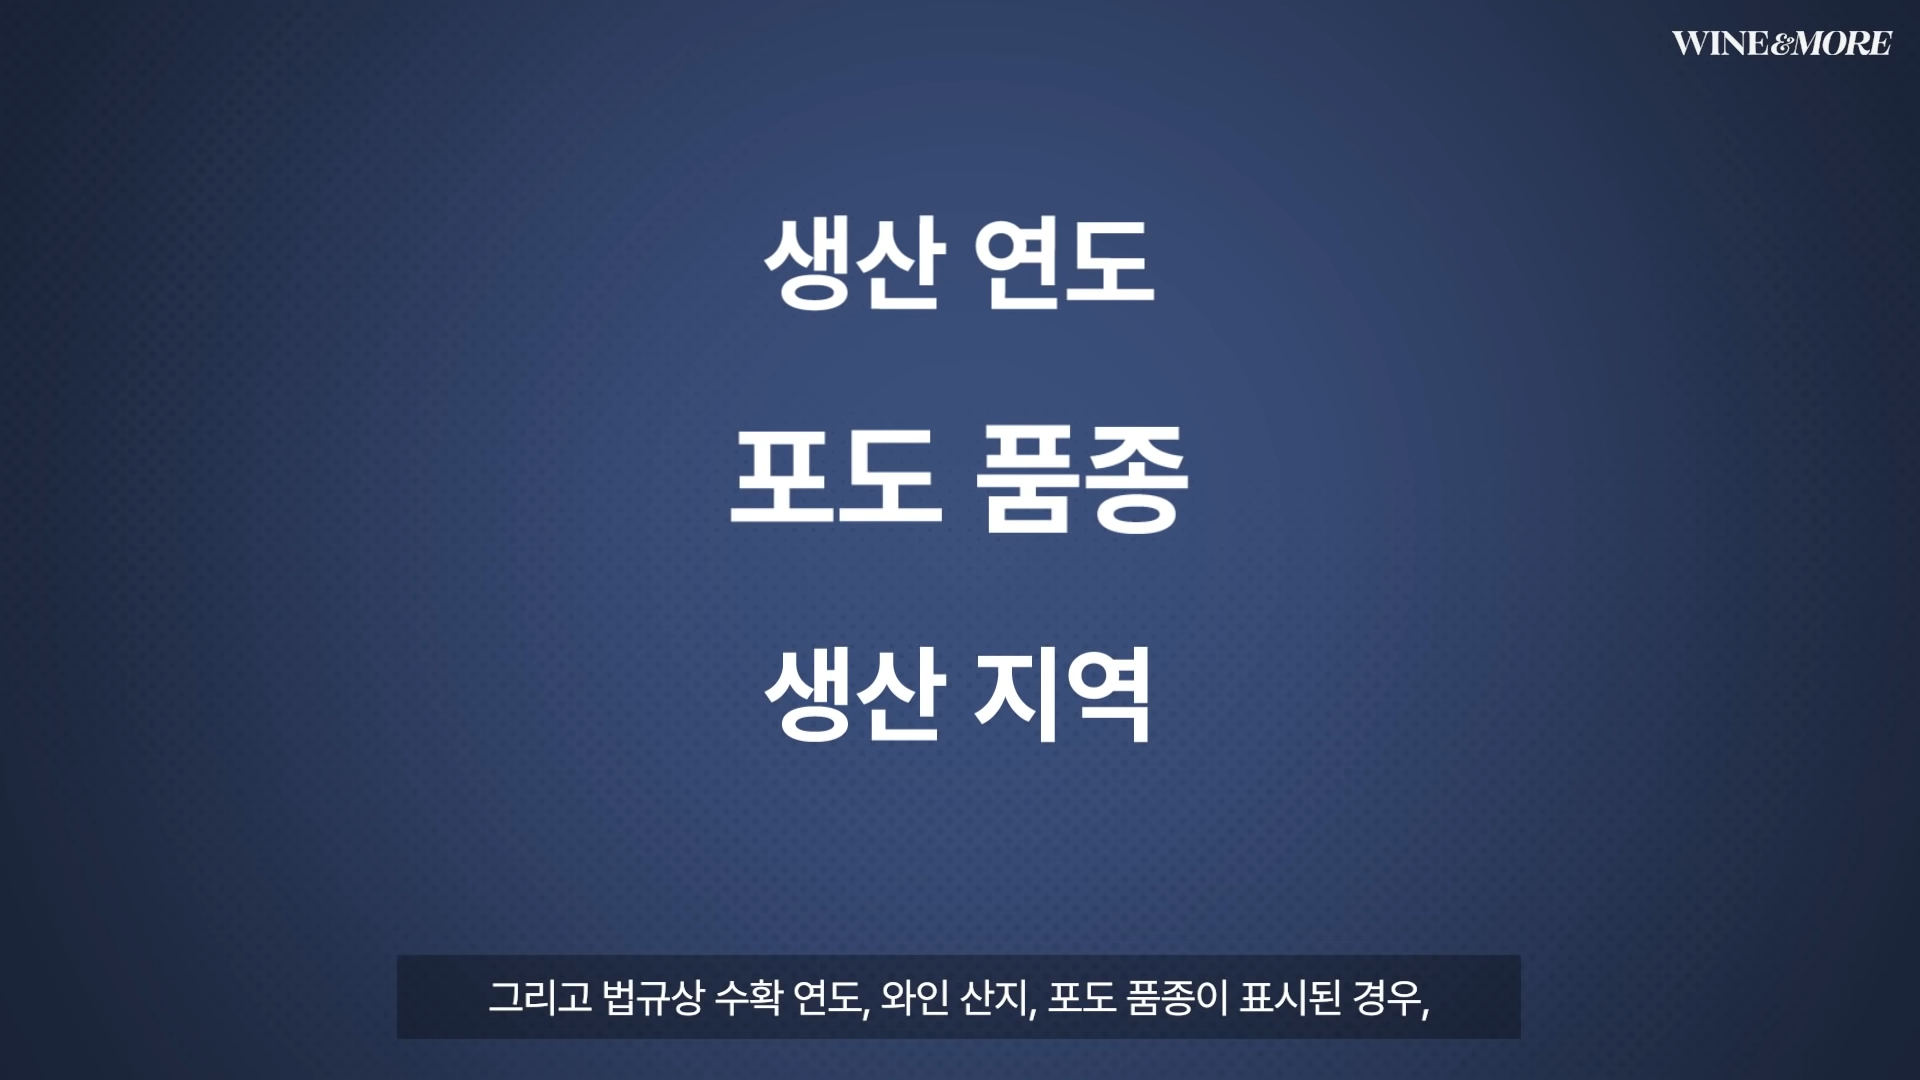 WINE&MORE
생산 연도
포도 품종
생산 지역
그리고 법규상 수확 연도, 와인 산지, 포도 품종이 표시된 경우,